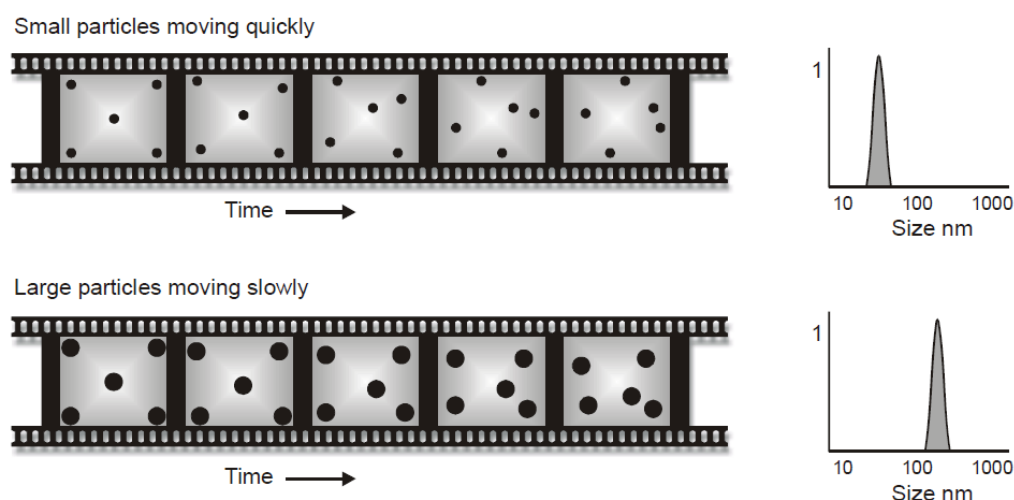 Small particles moving quickly
1
10 100 1000
Size nm
Time
Large particles moving slowly
1
10 100 1000
Size nm
Time